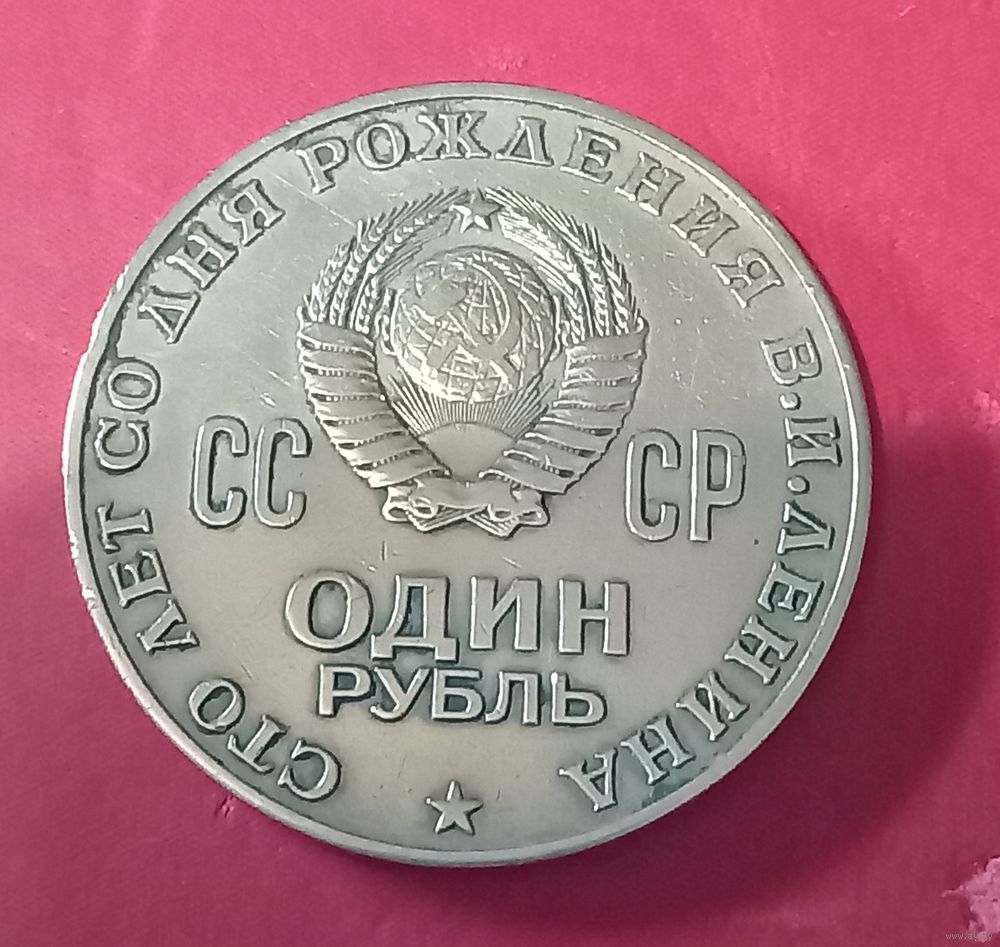 СТО ЛЕТ СО ДНЯ РОЖДЕНИЯ В.И.ЛЕНИНА
СС СР
ОДИН
РУБЛЬ